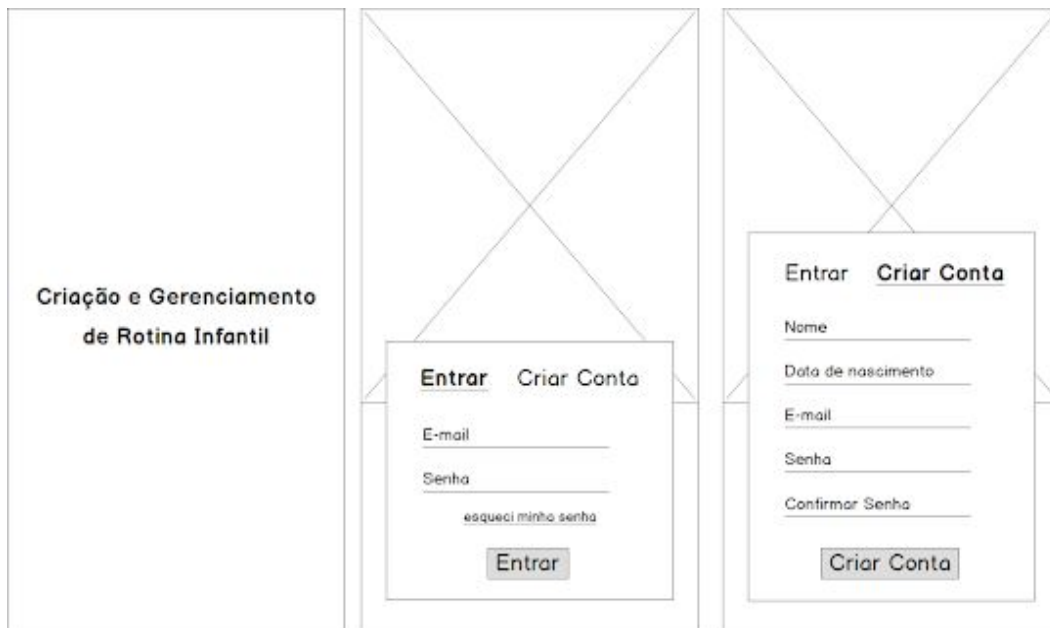 Criação e Gerenciamento
de Rotina Infantil
Entrar Criar Conta
E-mail
Senha
esqueci minha senha
Entrar
Entrar Criar Conta
Nome
Data de nascimento
E-mail
Senha
Confirmar Senha
Criar Conta